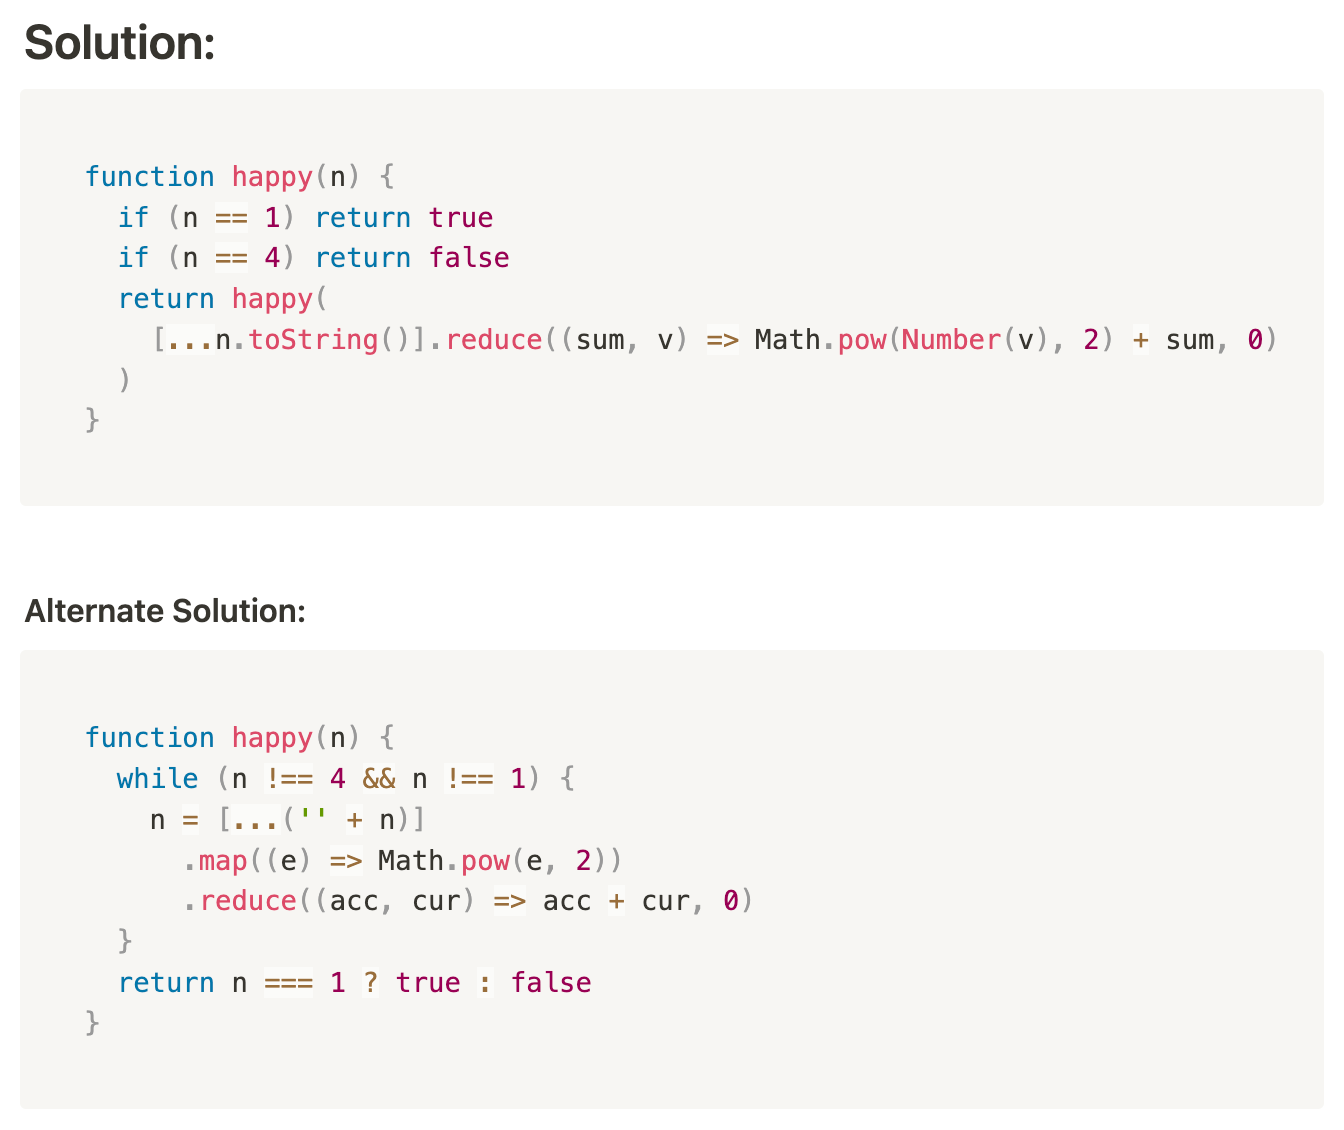 Solution:
function happy(n) {
  if (n == 1) return true
  if (n == 4) return false
  return happy(
    [...n.toString()].reduce((sum, v) => Math.pow(Number(v), 2) + sum, 0)
  )
}
Alternate Solution:
function happy(n) {
  while (n !== 4 && n !== 1) {
    n = [...('' + n)]
      .map((e) => Math.pow(e, 2))
      .reduce((acc, cur) => acc + cur, 0)
  }
  return n === 1 ? true : false
}